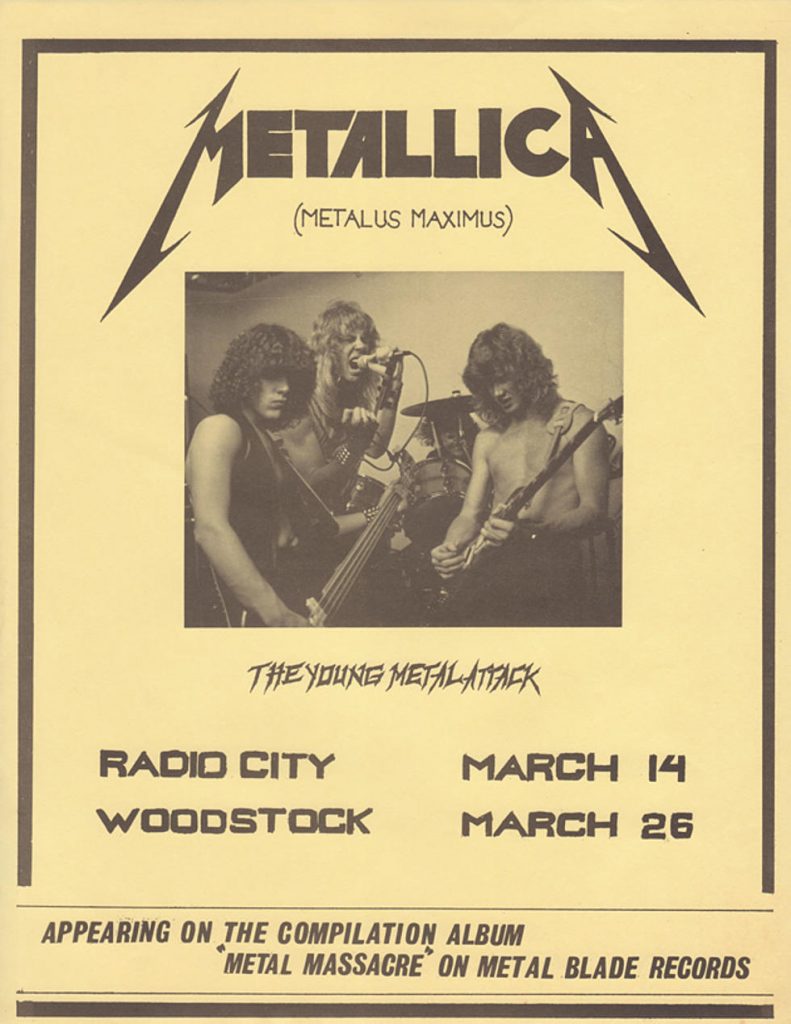 METALLICA
(METALUS MAXIMUS)
THE YOUNG METAL ATTACK
RADIO CITY MARCH 14
WOODSTOCK MARCH 26
APPEARING ON THE COMPILATION ALBUM
"METAL MASSACRE" ON METAL BLADE RECORDS